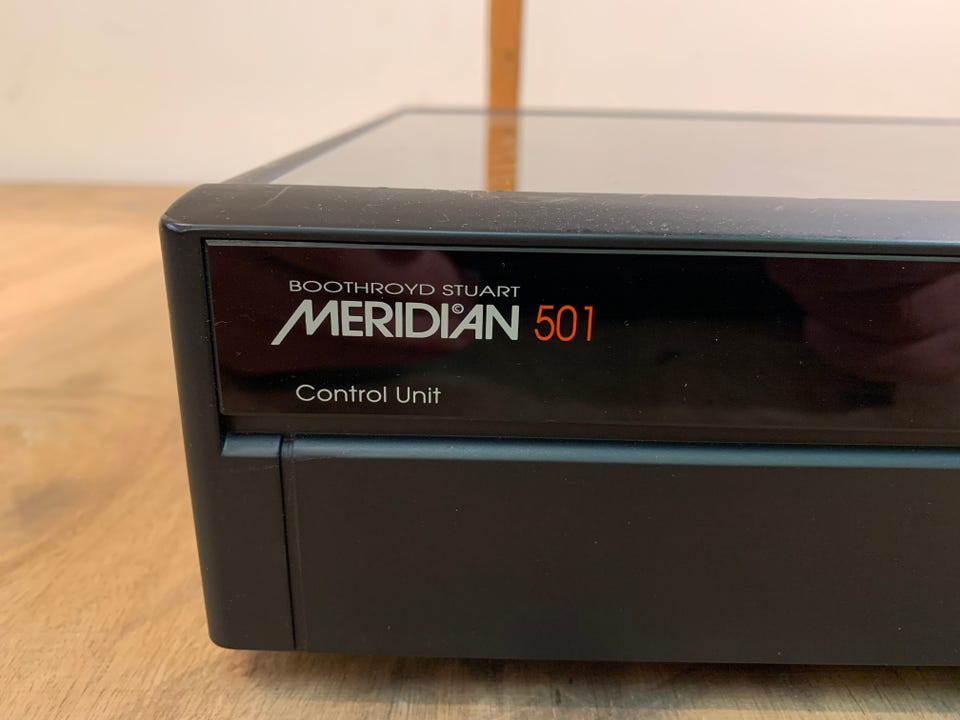 BOOTHROYD STUART
MERIDIAN 501
Control Unit